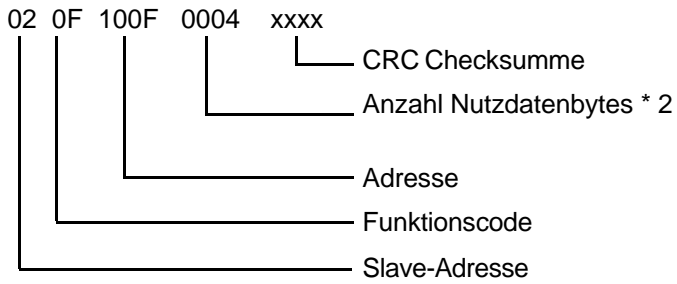 02 0F 100F 0004 xxxx
CRC Checksumme
Anzahl Nutzdatenbytes * 2
Adresse
Funktionscode
Slave-Adresse